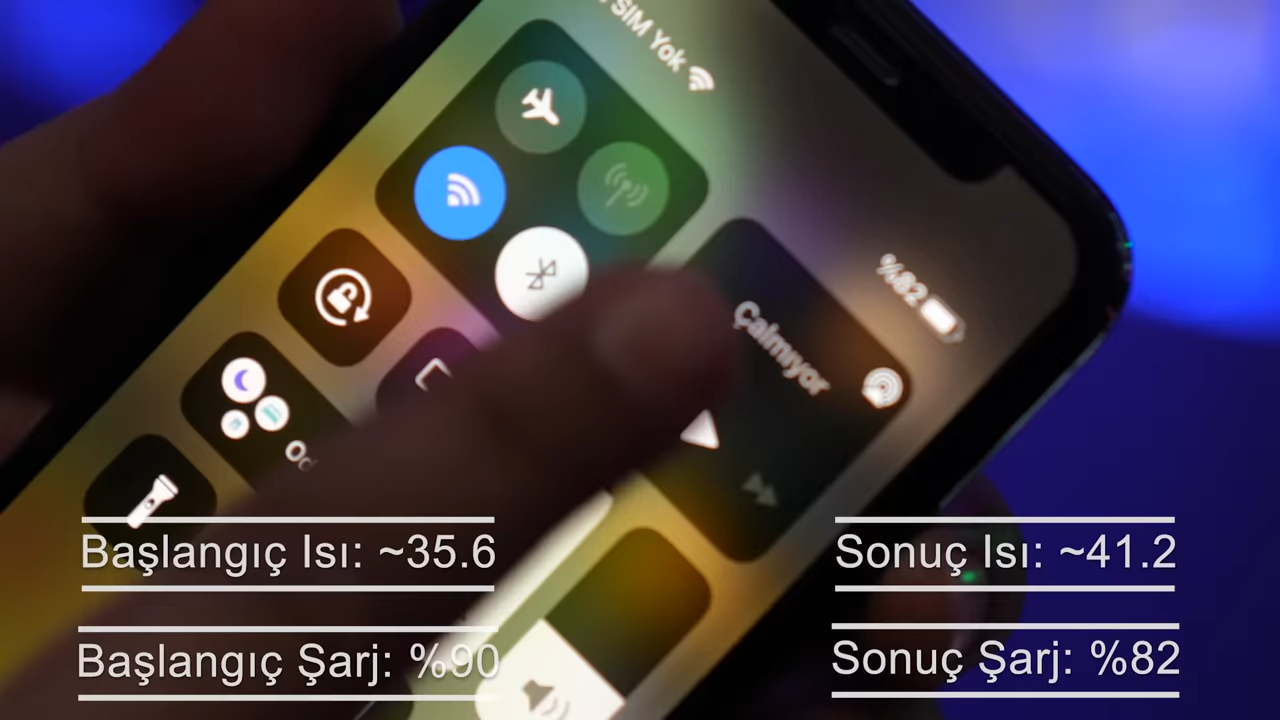 SIM Yok
%82
Çalmıyor
Başlangıç Isı: ~35.6
Sonuç Isı: ~41.2
Başlangıç Şarj: %90
Sonuç Şarj: %82